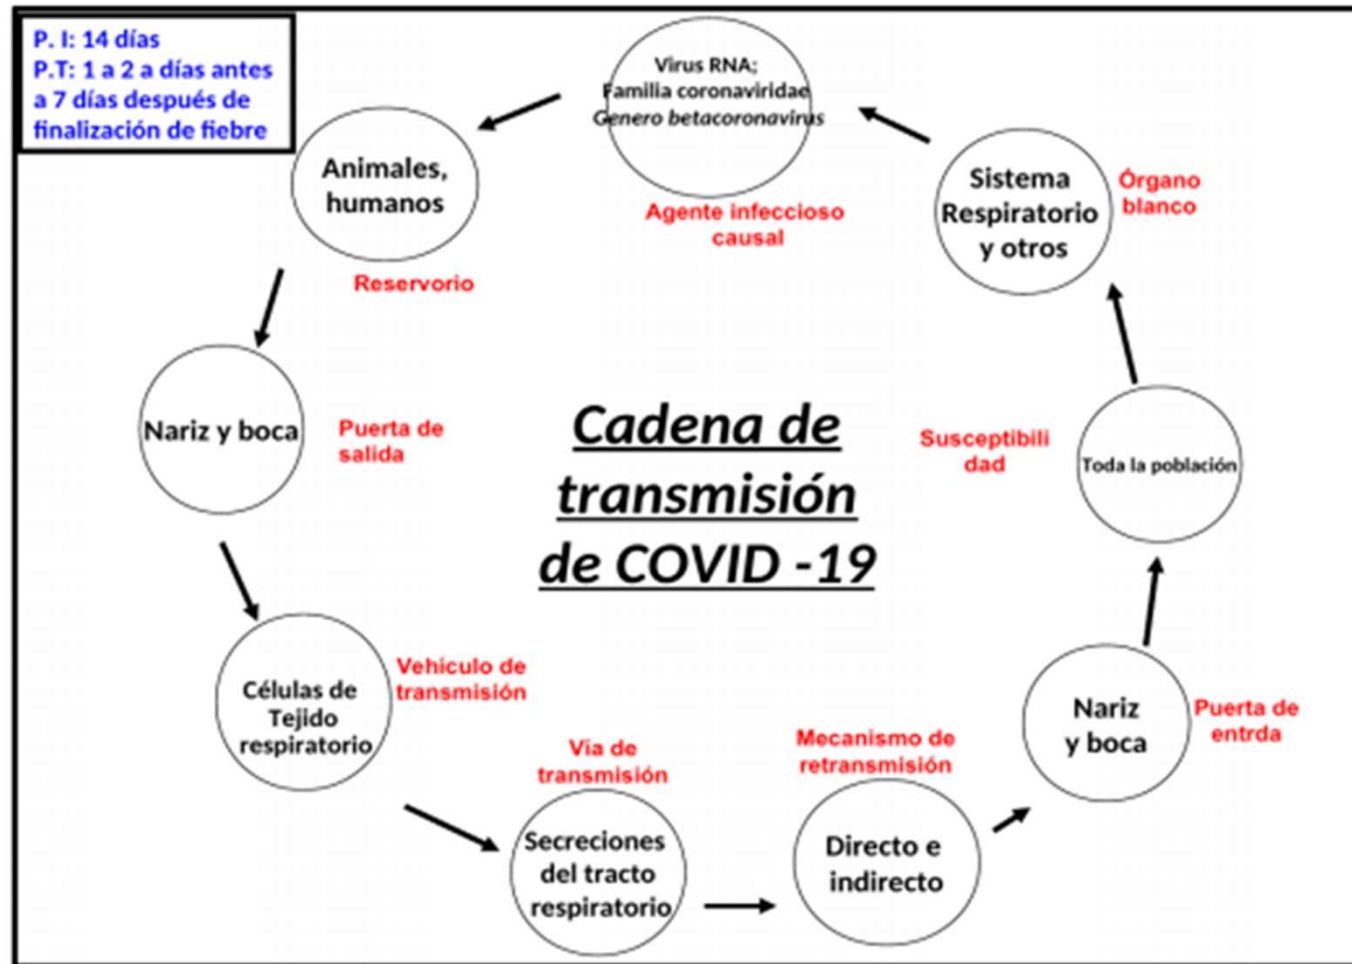 P. I: 14 días
P.T: 1 a 2 a días antes
a 7 días después de
finalización de fiebre
Virus RNA;
Familia coronaviridae
Genero betacoronavirus
Agente infeccioso
causal
Animales,
humanos
Reservorio
Nariz y boca
Puerta de
salida
Células de
Tejido
respiratorio
Vehiculo de
transmisión
Via de
transmisión
Secreciones
del tracto
respiratorio
Mecanismo de
retransmisión
Directo e
indirecto
Nariz
y boca
Puerta de
entrda
Toda la población
Susceptibili
dad
Sistema
Respiratorio
y otros
Órgano
blanco
Cadena de
transmisión
de COVID -19